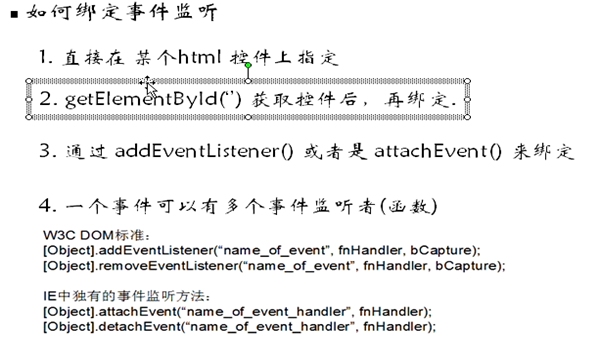 ■ 如何绑定事件监听
1. 直接在 某个html 控件上指定
2. getElementById(‘’) 获取控件后，再绑定.
3. 通过 addEventListener() 或者是 attachEvent() 来绑定
4. 一个事件可以有多个事件监听者(函数)
W3C DOM标准：
[Object].addEventListener(“name_of_event”, fnHandler, bCapture);
[Object].removeEventListener(“name_of_event”, fnHandler, bCapture);
IE中独有的事件监听方法：
[Object].attachEvent(“name_of_event_handler”, fnHandler);
[Object].detachEvent(“name_of_event_handler”, fnHandler);